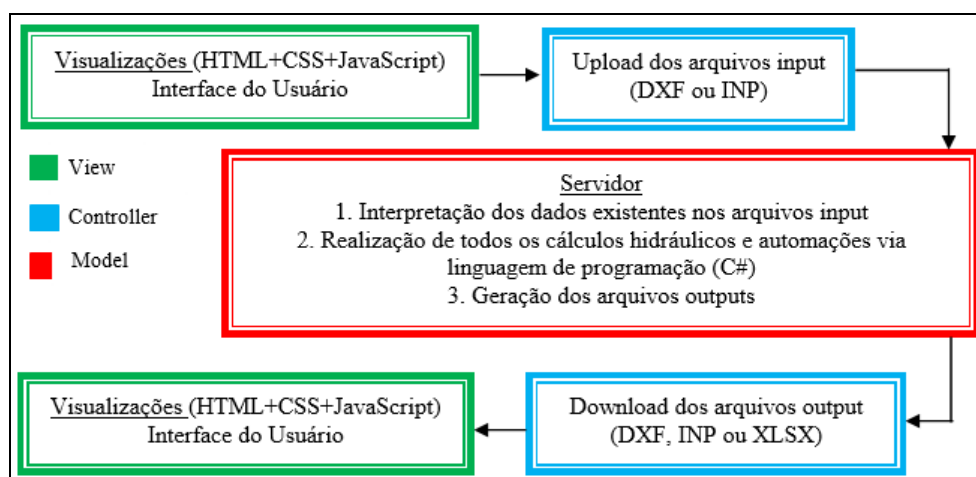 Visualizações (HTML+CSS+JavaScript)
Interface do Usuário
Upload dos arquivos input
(DXF ou INP)
View
Controller
Model
Servidor
1. Interpretação dos dados existentes nos arquivos input
2. Realização de todos os cálculos hidráulicos e automações via
linguagem de programação (C#)
3. Geração dos arquivos outputs
Visualizações (HTML+CSS+JavaScript)
Interface do Usuário
Download dos arquivos output
(DXF, INP ou XLSX)